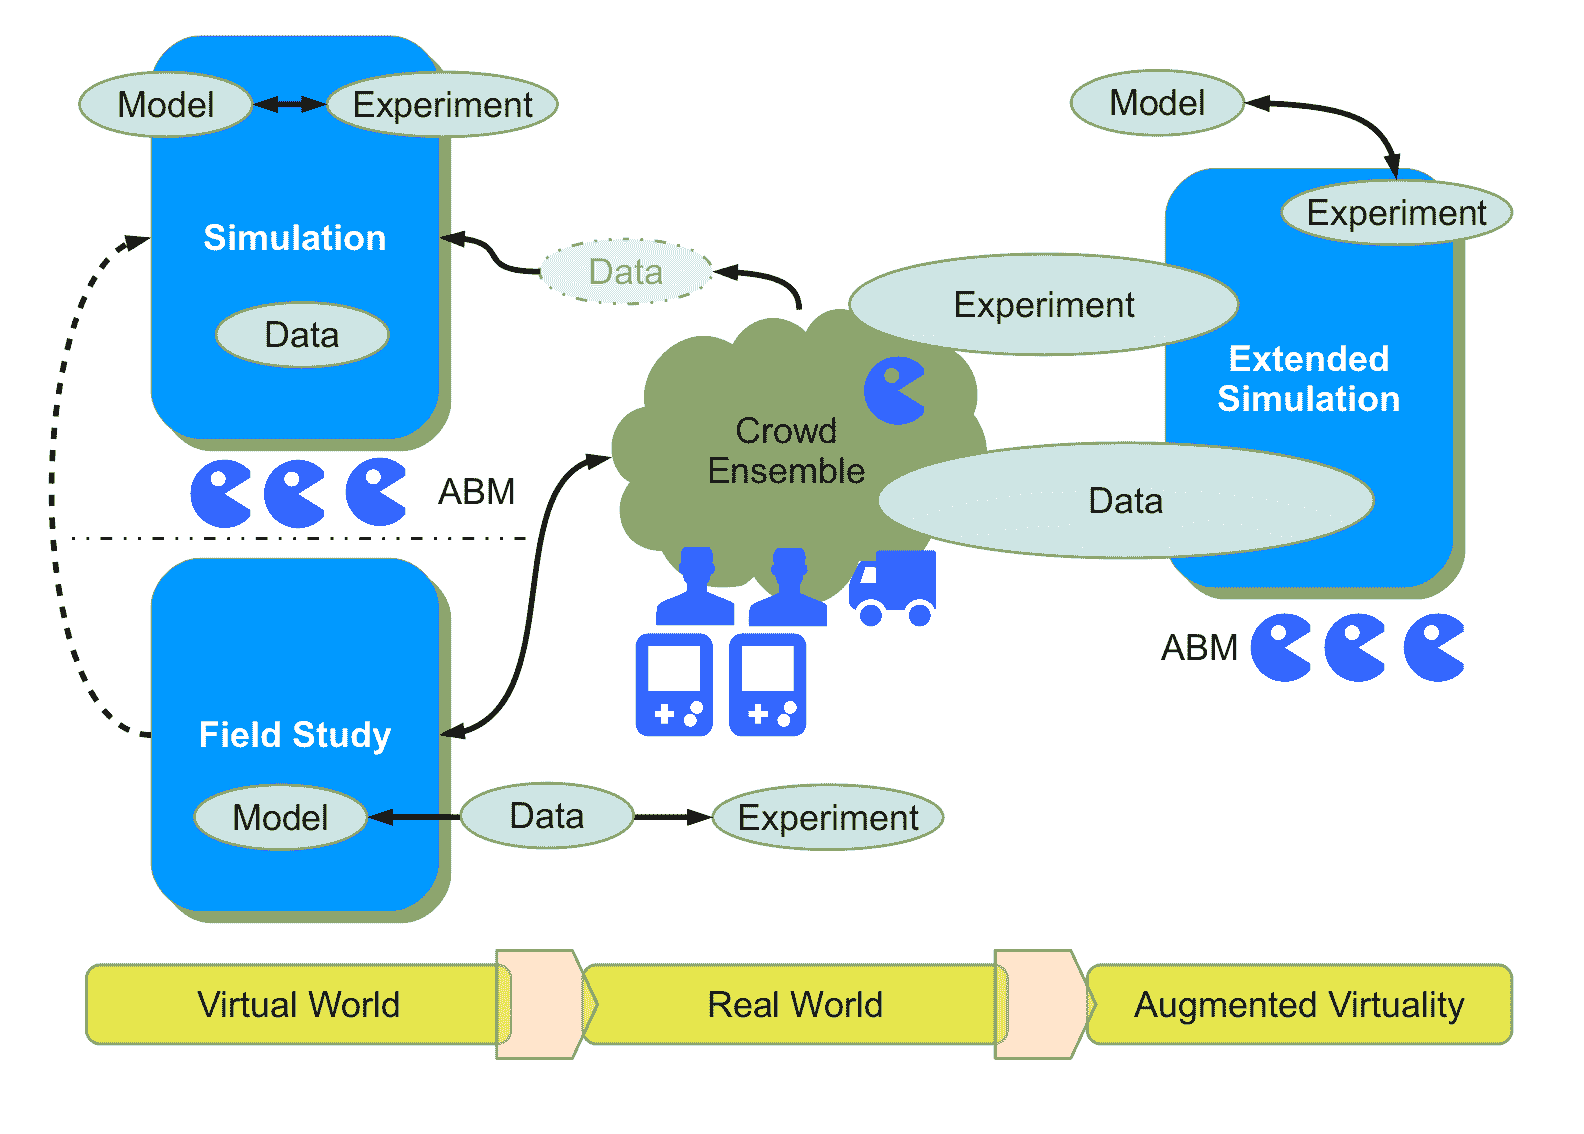 Model
Experiment
Model
Experiment
Simulation
Data
Data
Experiment
Extended
Simulation
Crowd
Ensemble
ABM
Data
ABM
Field Study
Model
Data
Experiment
Virtual World
Real World
Augmented Virtuality